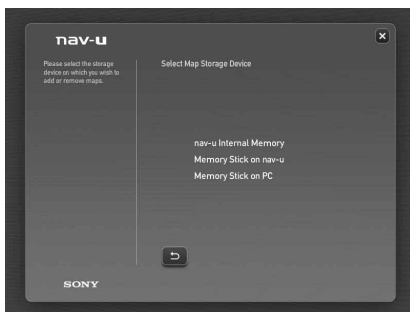 nav-u
Please select the storage
device on which you wish to
add or remove maps.
Select Map Storage Device
nav-u Internal Memory
Memory Stick on nav-u
Memory Stick on PC
SONY